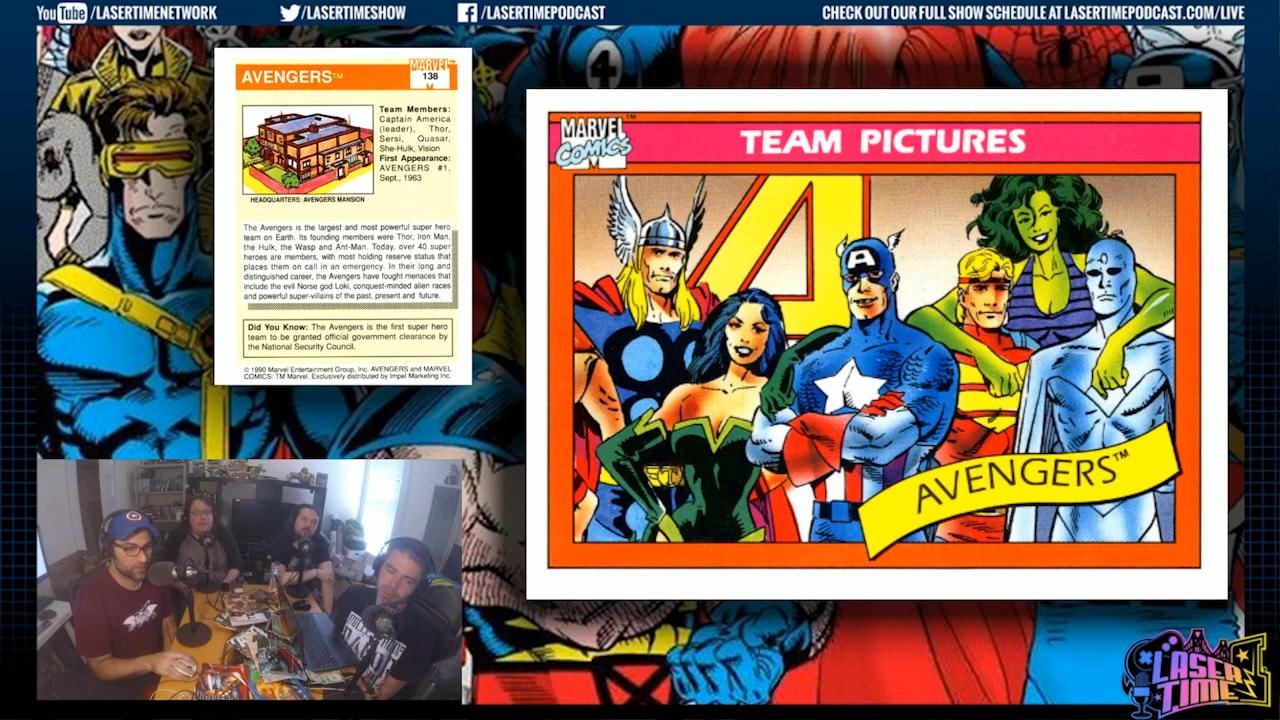 YouTube /LASERTIMENETWORK
/LASERTIMESHOW
/LASERTIMEPODCAST
CHECK OUT OUR FULL SHOW SCHEDULE AT LASERTIMEPODCAST.COM/LIVE
AVENGERS™
MARVEL
138
Team Members:
Captain America
(leader), Thor,
Sersi, Quasar,
She-Hulk, Vision
First Appearance:
AVENGERS #1,
Sept., 1963
HEADQUARTERS: AVENGERS MANSION
The Avengers is the largest and most powerful super hero
team on Earth. Its founding members were Thor, Iron Man,
the Hulk, the Wasp and Ant-Man. Today, over 40 super
heroes are members, with most holding reserve status that
places them on call in an emergency. In their long and
distinguished career, the Avengers have fought menaces that
include the evil Norse god Loki, conquest-minded alien races
and powerful super-villains of the past, present and future.
Did You Know: The Avengers is the first super hero
team to be granted official government clearance by
the National Security Council.
© 1990 Marvel Entertainment Group, Inc. AVENGERS and MARVEL
COMICS: TM Marvel. Exclusively distributed by Impel Marketing Inc.
MARVEL™
COMICS
TEAM PICTURES
A
A
AVENGERS™
4
LASER
TIME